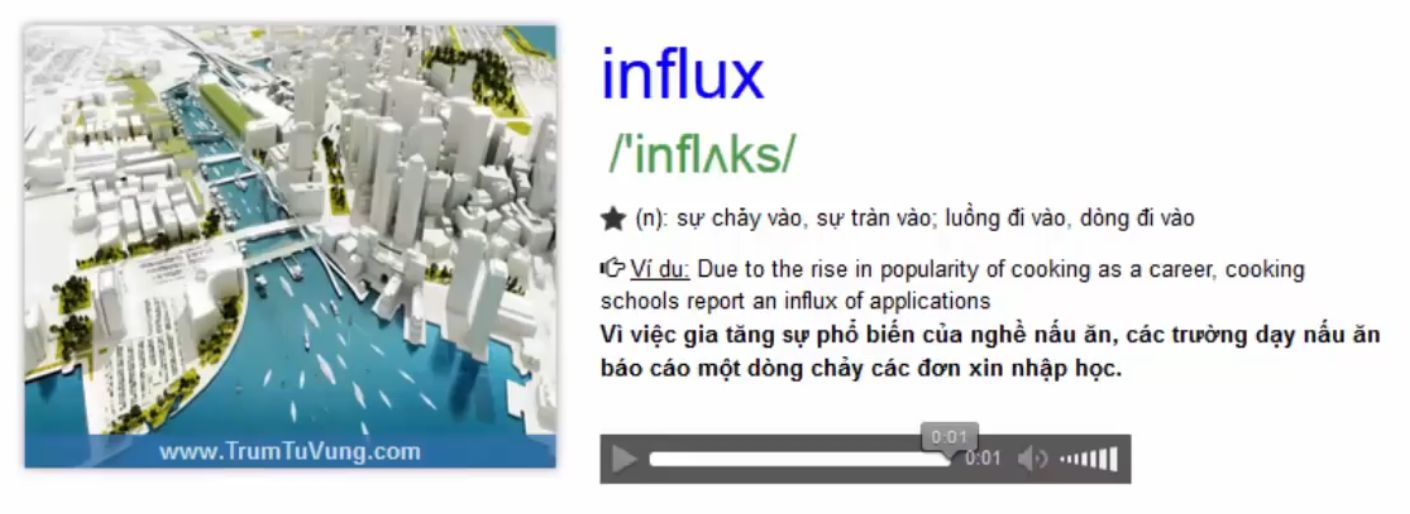 influx
/'inflʌks/
★ (n): sự chảy vào, sự tràn vào; luồng đi vào, dòng đi vào
Ví dụ: Due to the rise in popularity of cooking as a career, cooking
schools report an influx of applications
Vì việc gia tăng sự phổ biến của nghề nấu ăn, các trường dạy nấu ăn
báo cáo một dòng chảy các đơn xin nhập học.
www.TrumTuVung.com
0:01
0:01